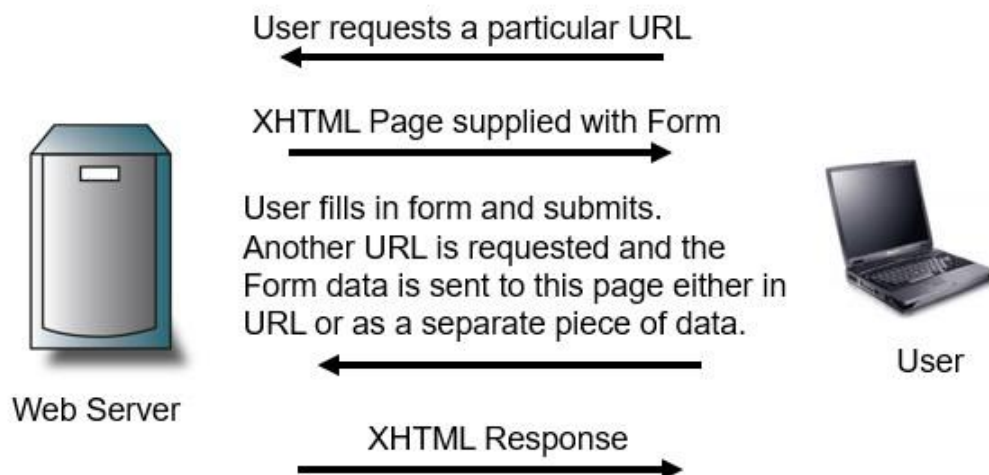 User requests a particular URL
XHTML Page supplied with Form
User fills in form and submits.
Another URL is requested and the
Form data is sent to this page either in
URL or as a separate piece of data.
User
Web Server
XHTML Response